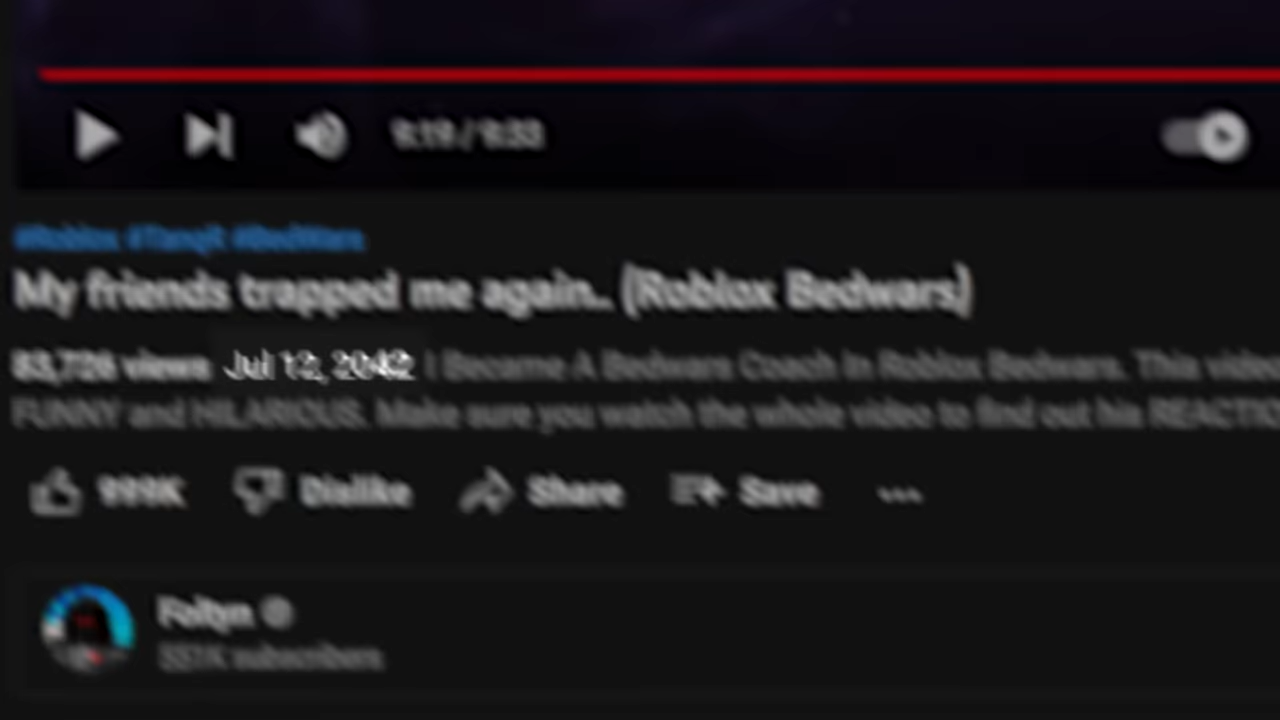 9:19 / 9:33
#Roblox #TanqR #BedWars
My friends trapped me again.. (Roblox Bedwars)
83,726 views Jul 12, 2042 I Became A Bedwars Coach In Roblox Bedwars. This video
FUNNY and HILARIOUS. Make sure you watch the whole video to find out his REACTIO
999K Dislike Share Save
Foltyn
551K subscribers